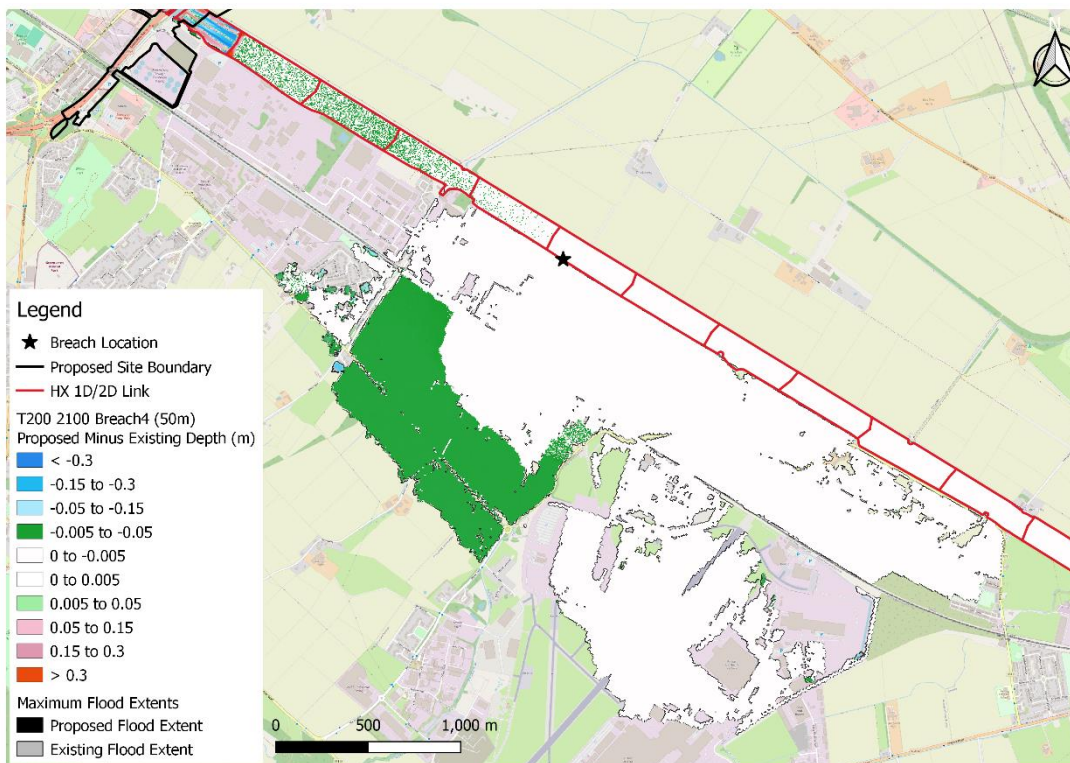 N
Legend
Breach Location
Proposed Site Boundary
HX 1D/2D Link
T200 2100 Breach4 (50m)
Proposed Minus Existing Depth (m)
< -0.3
-0.15 to -0.3
-0.05 to -0.15
-0.005 to -0.05
0 to -0.005
0 to 0.005
0.005 to 0.05
0.05 to 0.15
0.15 to 0.3
> 0.3
Maximum Flood Extents
Proposed Flood Extent
Existing Flood Extent
0 500 1,000 m